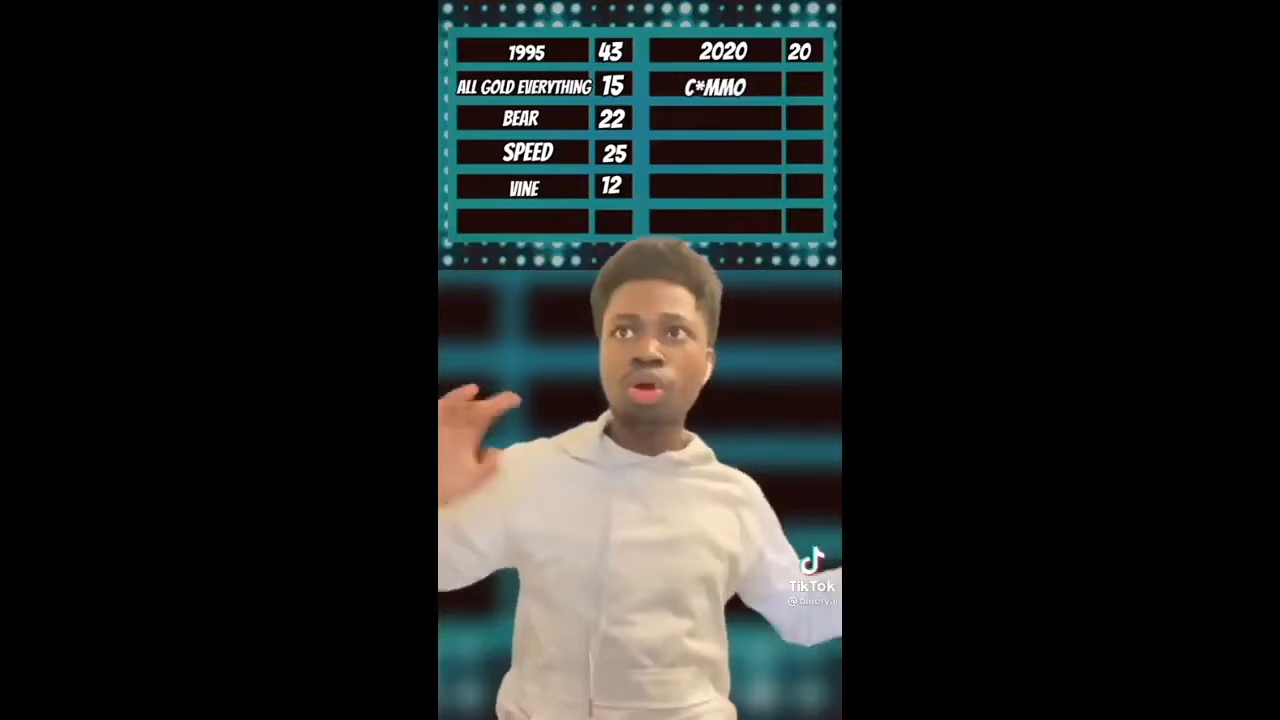 1995 43 2020 20
ALL GOLD EVERYTHING 15 C*MMO
BEAR 22
SPEED 25
VINE 12
TikTok